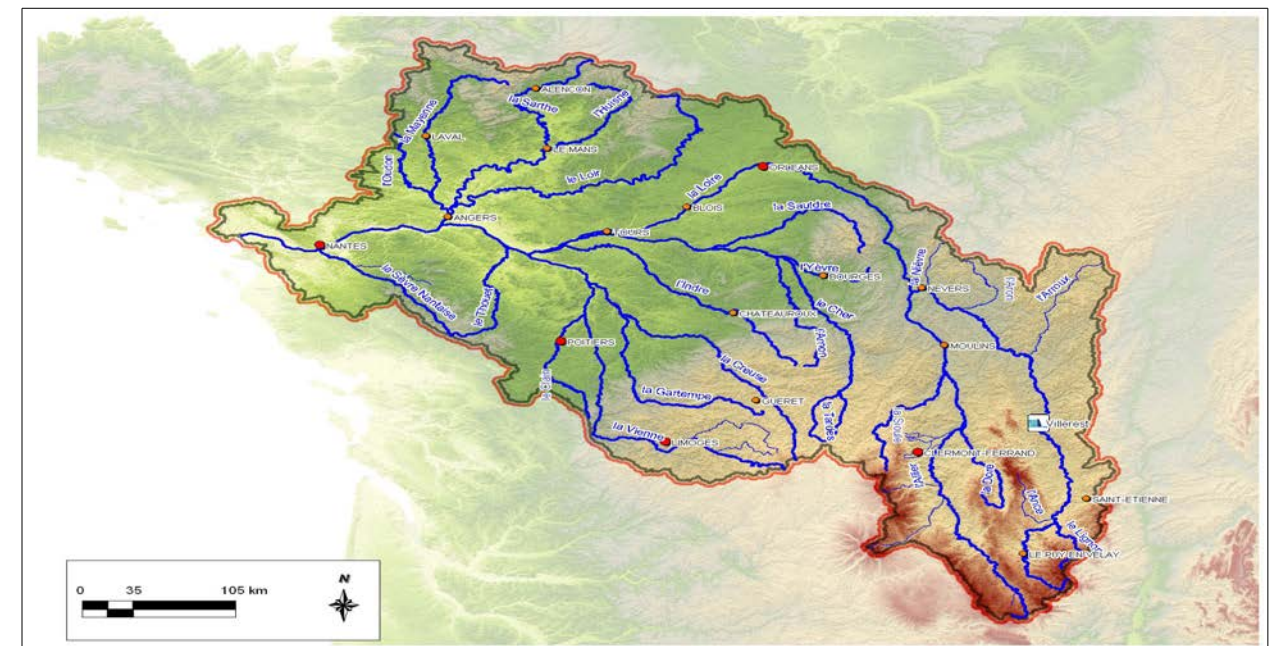 ALENCON
la Sarthe
l'Huisne
la Mayenne
LAVAL
LE MANS
l'Oudon
le Loir
ORLEANS
la Loire
BLOIS
la Sauldre
ANGERS
TOURS
NANTES
la Sèvre Nantaise
le Thouet
l'Indre
l'Yèvre
BOURGES
la Nièvre
NEVERS
l'Aron
l'Arroux
CHATEAUROUX
le Cher
l'Arnon
POITIERS
MOULINS
la Creuse
la Gartempe
GUERET
la Tardes
la Sioule
Villerest
la Vienne
LIMOGES
CLERMONT-FERRAND
l'Allier
la Dore
l'Ance
SAINT-ETIENNE
le Lignon
LE PUY-EN-VELAY
0 35 105 km
N